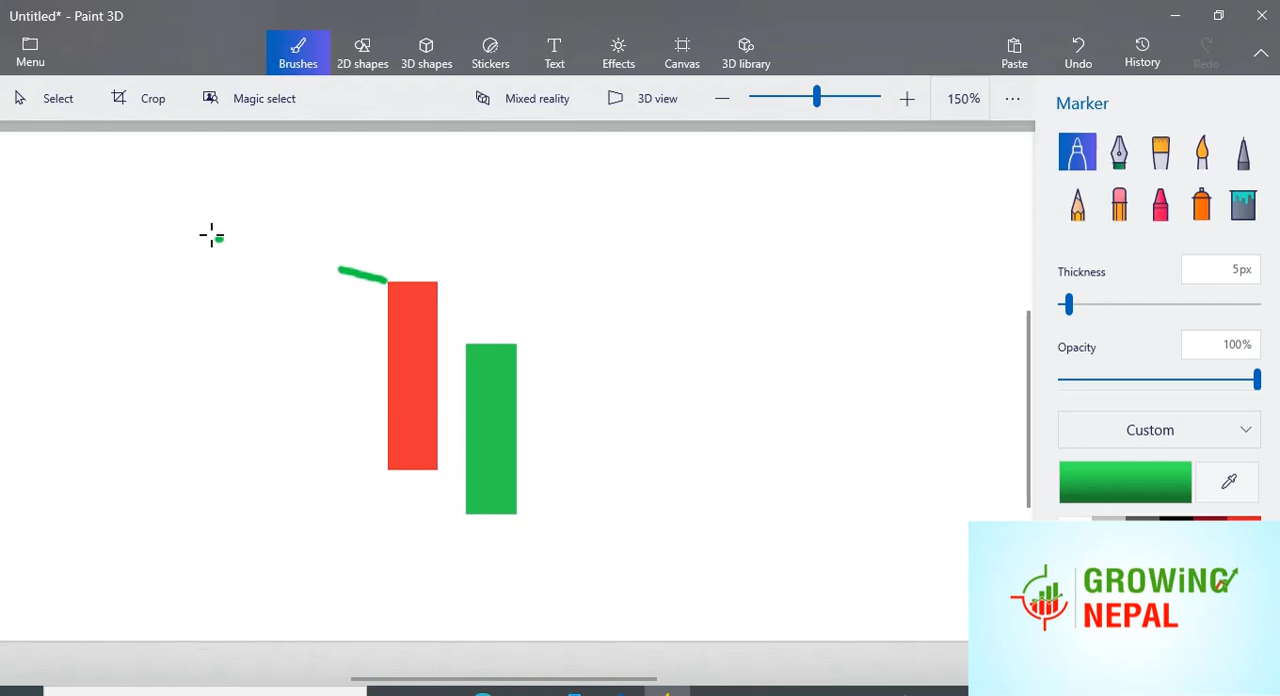 Untitled* - Paint 3D
Menu
Brushes
2D shapes
3D shapes
Stickers
Text
Effects
Canvas
3D library
Paste
Undo
History
Redo
Select
Crop
Magic select
Mixed reality
3D view
150%
Marker
Thickness
5px
Opacity
100%
Custom
GROWiNG
NEPAL